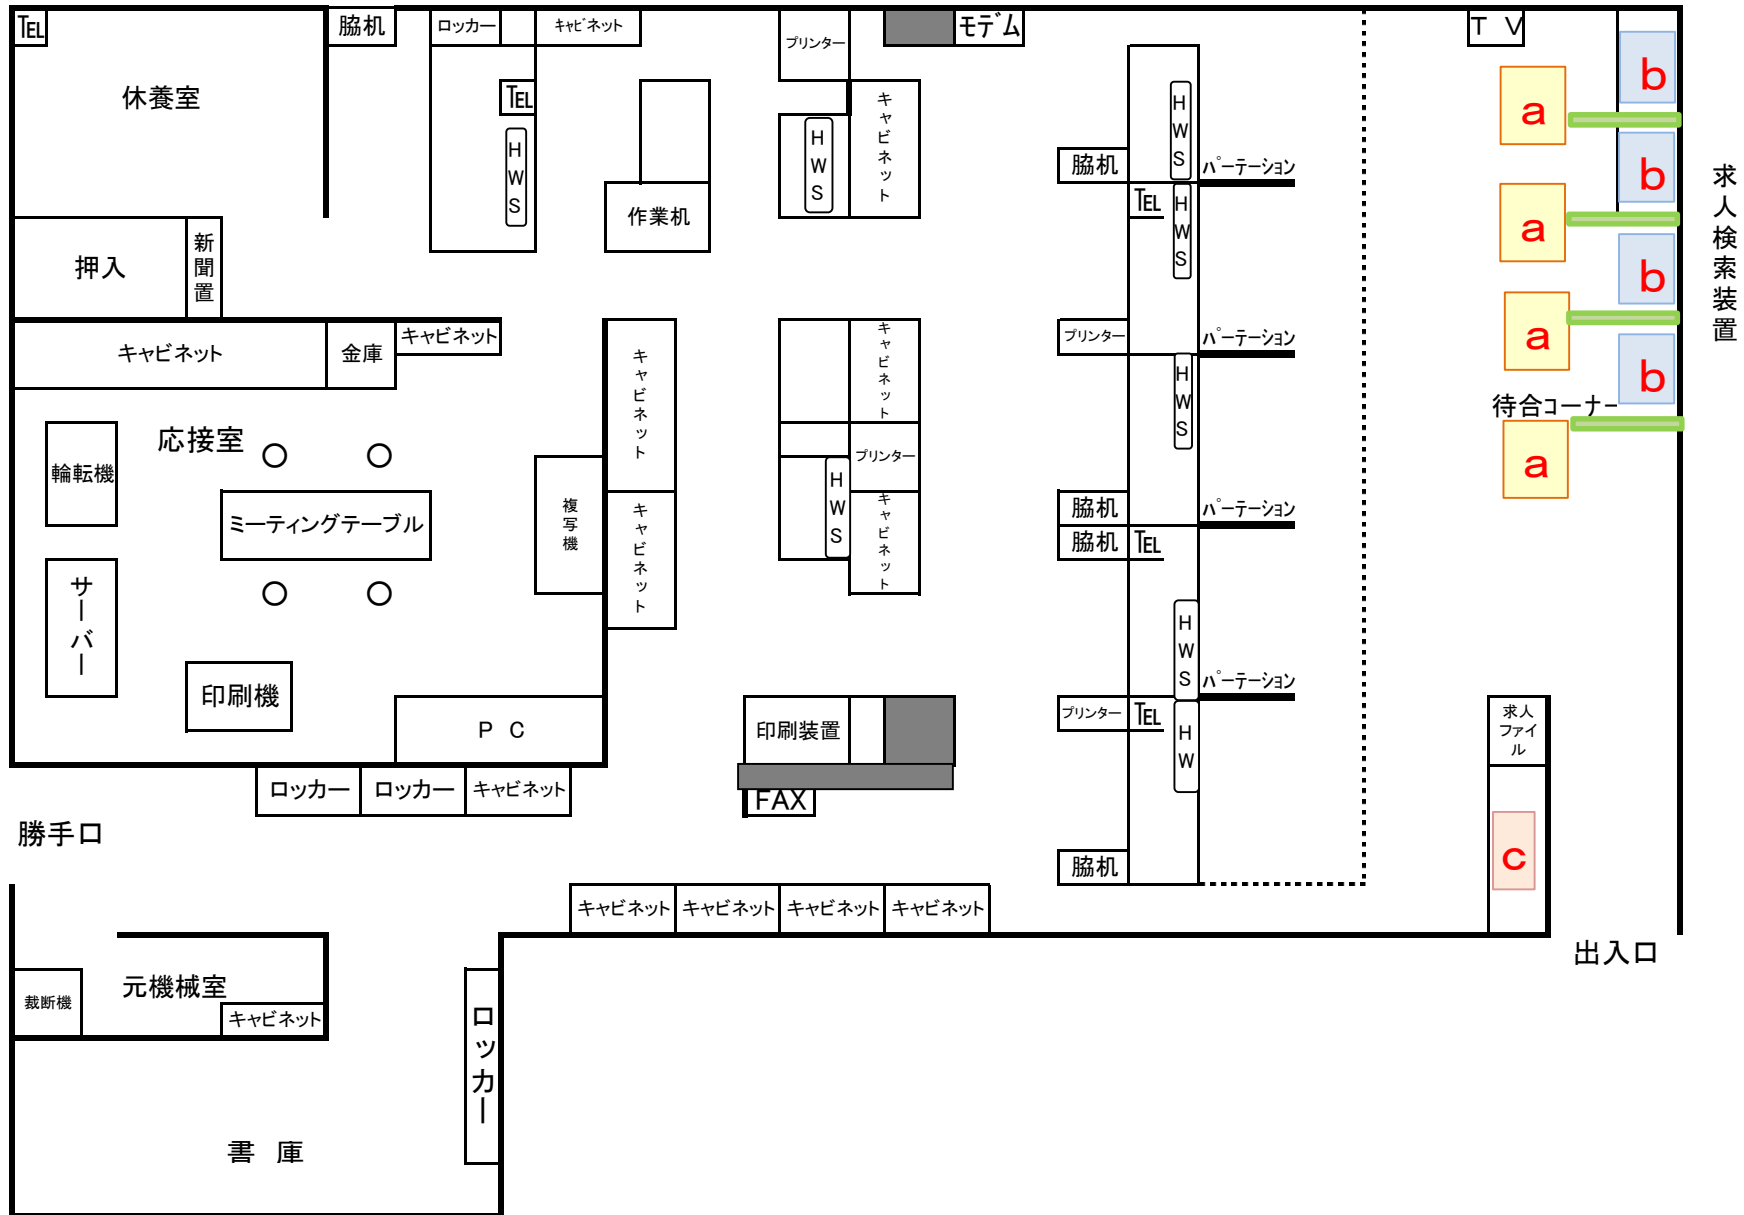 TEL
脇机
ロッカー
キャビネット
プリンター
モデム
T V
休養室
TEL
HWS
作業机
HWS
キャビネット
HWS
脇机
パーテーション
TEL
HWS
a
b
a
b
a
b
a
b
求人検索装置
待合コーナー
押入
新聞置
キャビネット
金庫
キャビネット
キャビネット
キャビネット
プリンター
パーテーション
HWS
応接室
輪転機
ミーティングテーブル
複写機
キャビネット
プリンター
HWS
キャビネット
脇机
パーテーション
脇机
TEL
サーバー
印刷機
P C
印刷装置
FAX
HWS
パーテーション
プリンター
TEL
HW
求人
ファイ
ル
c
ロッカー
ロッカー
キャビネット
勝手口
脇机
キャビネット
キャビネット
キャビネット
キャビネット
出入口
元機械室
裁断機
キャビネット
ロッカー
書 庫